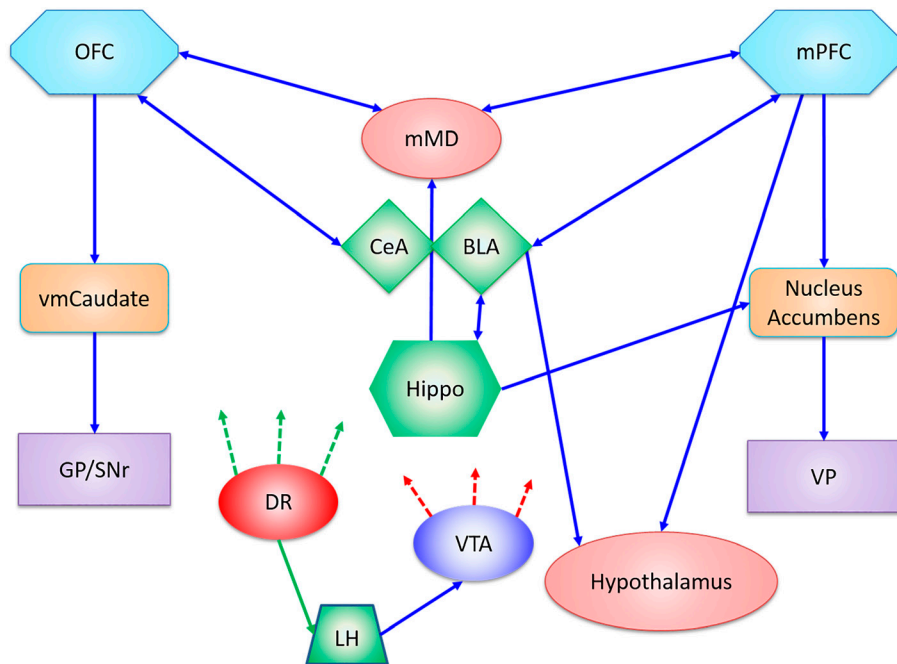 OFC
mPFC
mMD
CeA
BLA
vmCaudate
Nucleus
Accumbens
Hippo
GP/SNr
DR
VTA
VP
Hypothalamus
LH